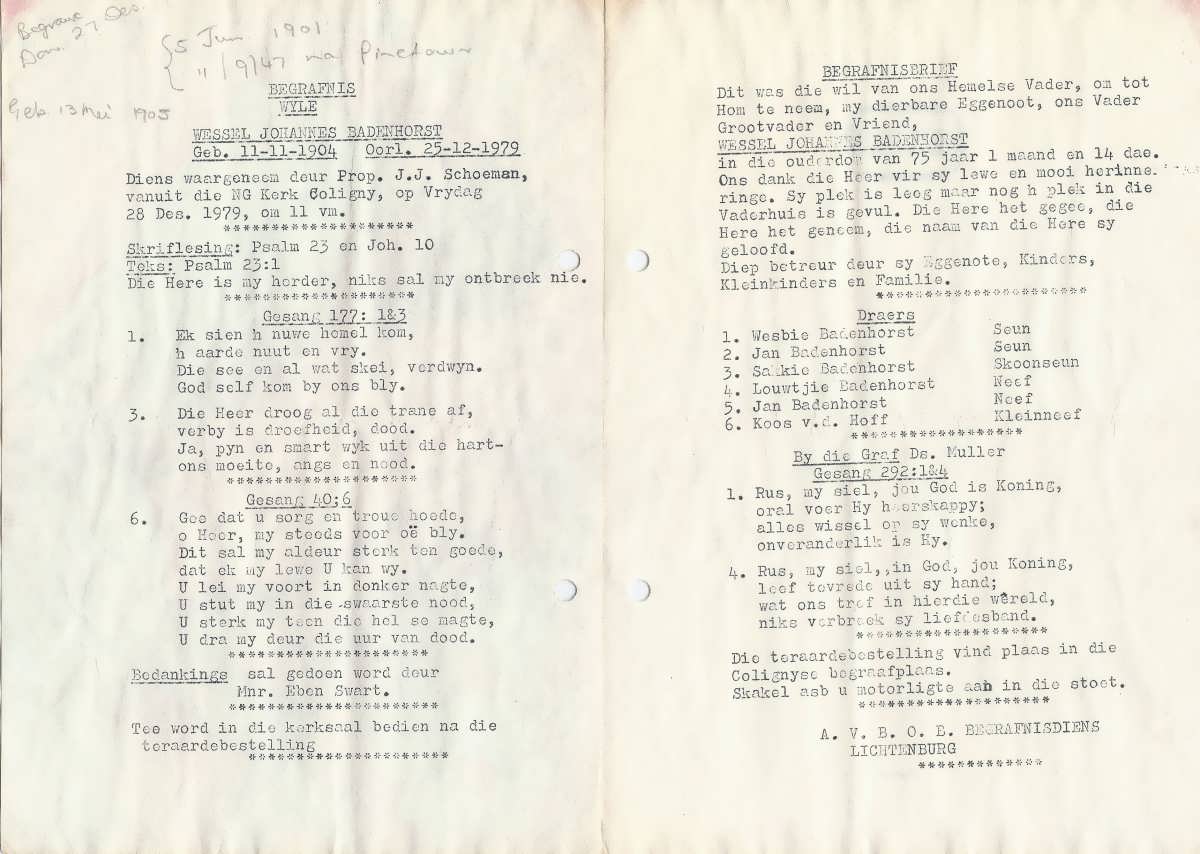 Begrawe
Don. 27 Des.
5 Jun 1901
" /9/47 na Pinetown
Geb. 13 Mei 1905
BEGRAFNIS
WYLE
WESSEL JOHANNES BADENHORST
Geb. 11-11-1904 Oorl. 25-12-1979
Diens waargeneem deur Prop. J.J. Schoeman,
vanuit die NG Kerk Coligny, op Vrydag
28 Des. 1979, om 11 vm.
*******************
Skriflesing: Psalm 23 en Joh. 10
Teks: Psalm 23:1
Die Here is my herder, niks sal my ontbreek nie.
*******************
Gesang 177: 1&3
1. Ek sien h nuwe hemel kom,
h aarde nuut en vry.
Die see en al wat skei, verdwyn.
God self kom by ons bly.
3. Die Heer droog al die trane af,
verby is droefheid, dood.
Ja, pyn en smart wyk uit die hart-
ons moeite, angs en nood.
*******************
Gesang 40;6
6. Gee dat u sorg en troue hoede,
o Heer, my steeds voor oë bly.
Dit sal my aldeur sterk ten goede,
dat ek my lewe U kan wy.
U lei my voort in donker nagte,
U stut my in die swaarste nood,
U sterk my teen die hel se magte,
U dra my deur die uur van dood.
********************
Bedankings sal gedoen word deur
Mnr. Eben Swart.
*********************
Tee word in die kerksaal bedien na die
teraardebestelling
********************
BEGRAFNISBRIEF
Dit was die wil van ons Hemelse Vader, om tot
Hom te neem, my dierbare Eggenoot, ons Vader
Grootvader en Vriend,
WESSEL JOHANNES BADENHORST
in die ouderdom van 75 jaar 1 maand en 14 dae.
Ons dank die Heer vir sy lewe en mooi herinne-
ringe. Sy plek is leeg maar nog h plek in die
Vaderhuis is gevul. Die Here het gegee, die
Here het geneem, die naam van die Here sy
geloofd.
Diep betreur deur sy Eggenote, Kinders,
Kleinkinders en Familie.
*********************
Draers
1. Wesbie Badenhorst Seun
2. Jan Badenhorst Seun
3. Sakkie Badenhorst Skoonseun
4. Louwtjie Badenhorst Neef
5. Jan Badenhorst Neef
6. Koos v.d. Hoff Kleinneef
******************
By die Graf Ds. Muller
Gesang 292:1&4
1. Rus, my siel, jou God is Koning,
oral voer Hy heerskappy;
alles wissel op sy wenke,
onveranderlik is Hy.
4. Rus, my siel,,in God, jou Koning,
leef tevrede uit sy hand;
wat ons tref in hierdie wêreld,
niks verbreek sy liefdesband.
*******************
Die teraardebestelling vind plaas in die
Colignyse begraafplaas.
Skakel asb u motorligte aan in die stoet.
*******************
A. V. B. O. B. BEGRAFNISDIENS
LICHTENBURG
*************